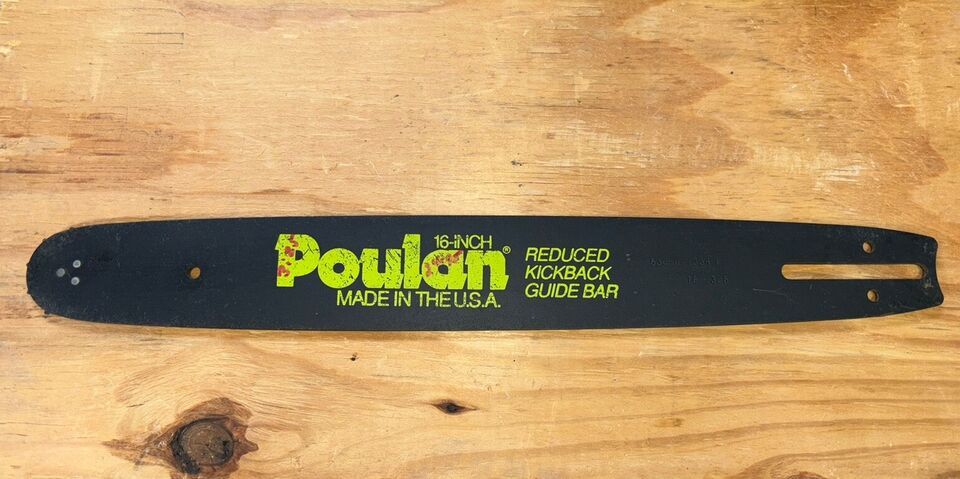 16-INCH
Poulan®
MADE IN THE U.S.A.
REDUCED
KICKBACK
GUIDE BAR